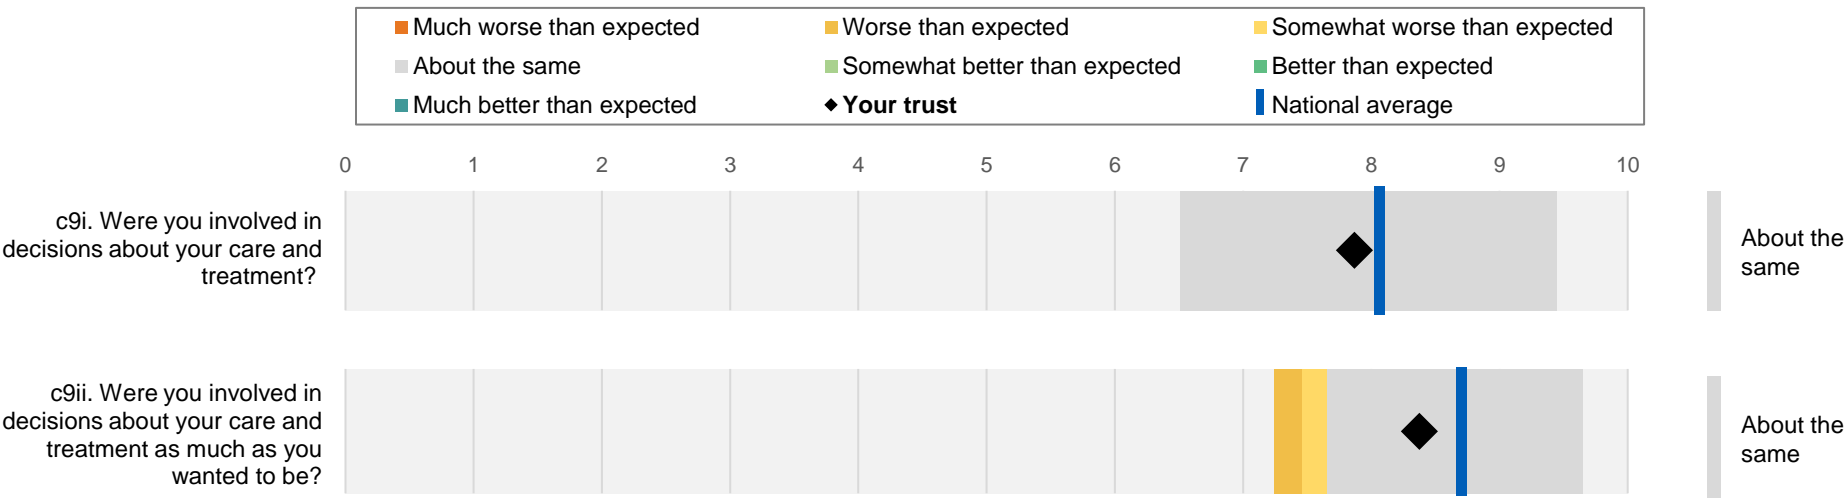 Much worse than expected
Worse than expected
Somewhat worse than expected
About the same
Somewhat better than expected
Better than expected
Much better than expected
Your trust
National average
0 1 2 3 4 5 6 7 8 9 10
c9i. Were you involved in
decisions about your care and
treatment?
About the
same
c9ii. Were you involved in
decisions about your care and
treatment as much as you
wanted to be?
About the
same